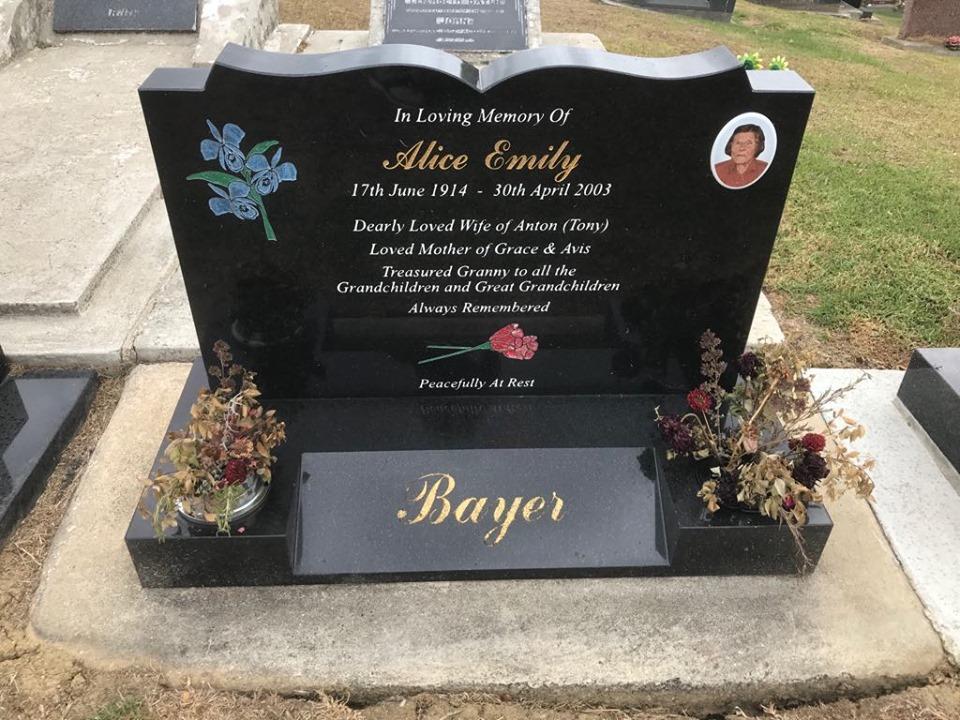 JOHN
In Loving Memory Of
Alice Emily
17th June 1914 - 30th April 2003
Dearly Loved Wife of Anton (Tony)
Loved Mother of Grace & Avis
Treasured Granny to all the
Grandchildren and Great Grandchildren
Always Remembered
Peacefully At Rest
Bayer